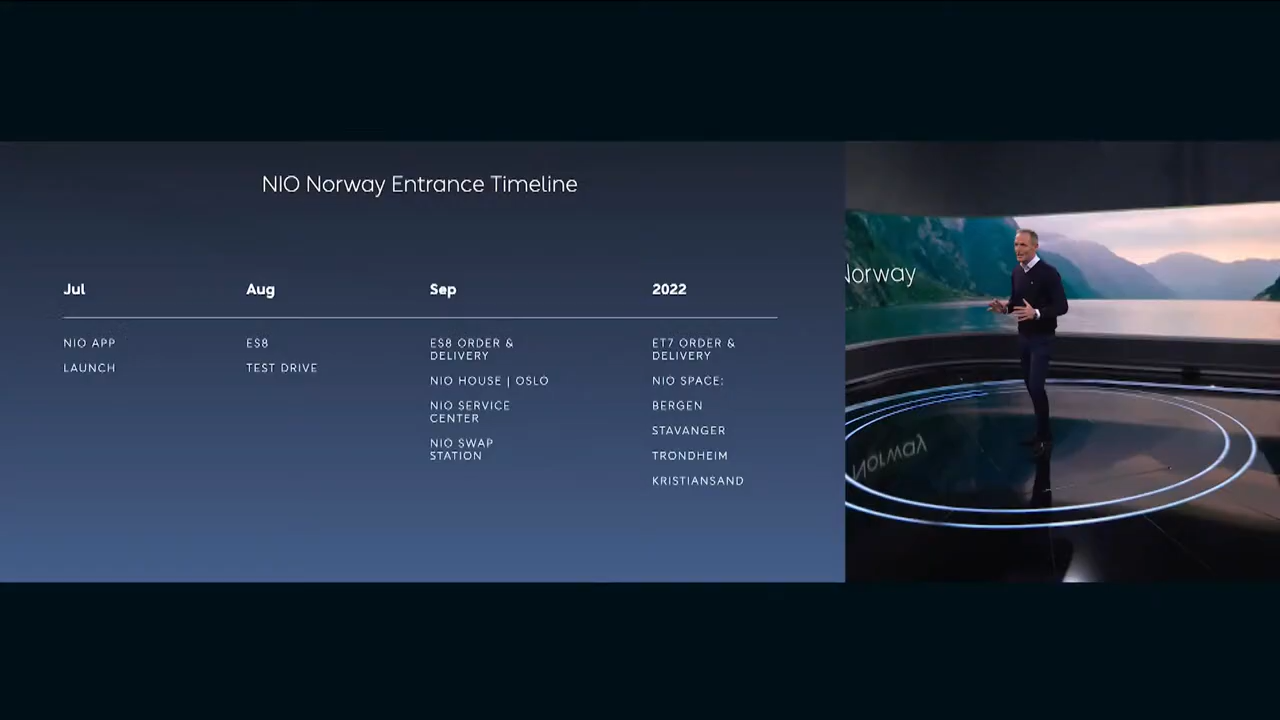 NIO Norway Entrance Timeline
Jul
NIO APP
LAUNCH
Aug
ES8
TEST DRIVE
Sep
ES8 ORDER &
DELIVERY
NIO HOUSE | OSLO
NIO SERVICE
CENTER
NIO SWAP
STATION
2022
ET7 ORDER &
DELIVERY
NIO SPACE:
BERGEN
STAVANGER
TRONDHEIM
KRISTIANSAND
Norway
Norway